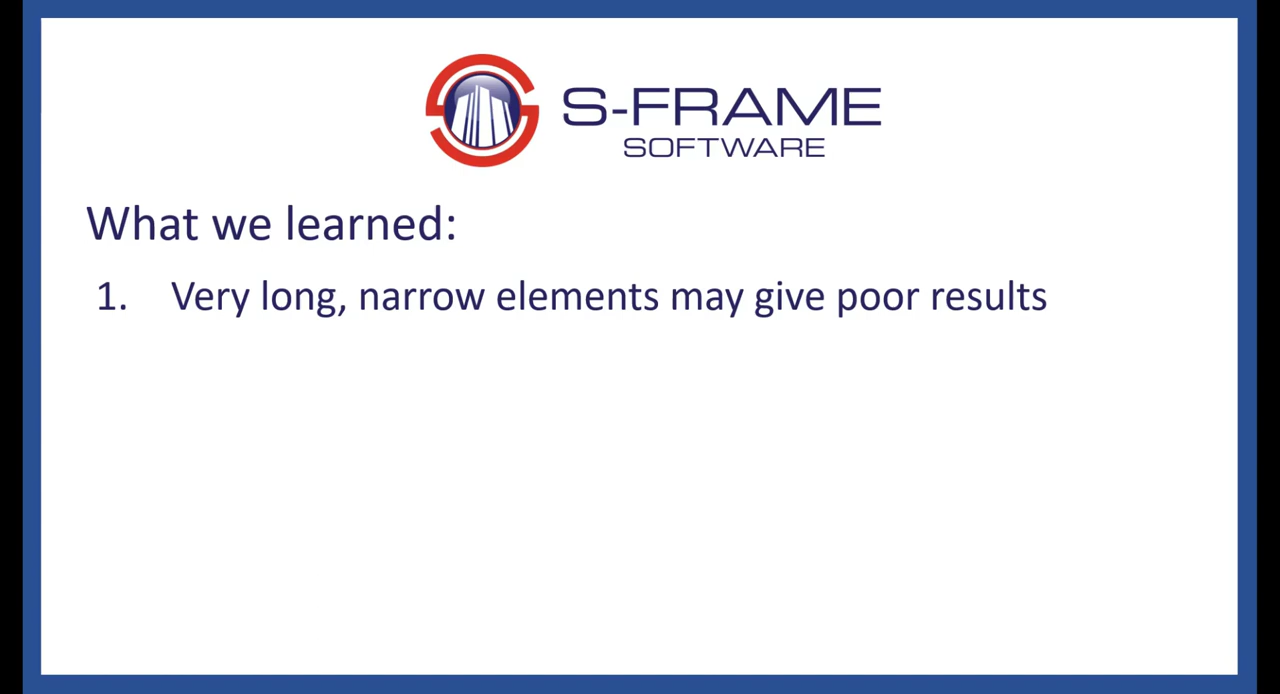 S-FRAME
SOFTWARE
What we learned:
1. Very long, narrow elements may give poor results